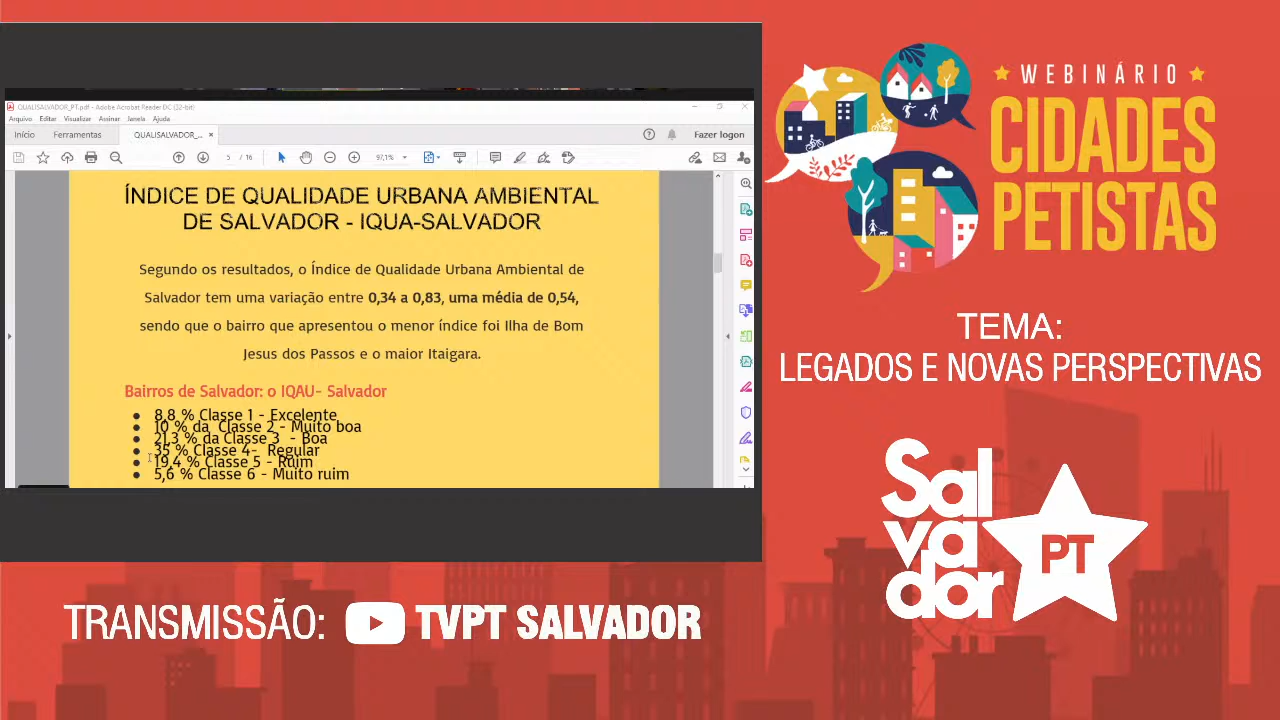 QUALISALVADOR_PT.pdf - Adobe Acrobat Reader DC (32-bit)
Arquivo Editar Visualizar Assinar Janela Ajuda
Início Ferramentas QUALISALVADOR_... × Fazer logon
5 / 16 97,1%
ÍNDICE DE QUALIDADE URBANA AMBIENTAL
DE SALVADOR - IQUA-SALVADOR
Segundo os resultados, o Índice de Qualidade Urbana Ambiental de
Salvador tem uma variação entre 0,34 a 0,83, uma média de 0,54,
sendo que o bairro que apresentou o menor índice foi Ilha de Bom
Jesus dos Passos e o maior Itaigara.
Bairros de Salvador: o IQAU- Salvador
● 8,8 % Classe 1 - Excelente
● 10 % da Classe 2 - Muito boa
● 21,3 % da Classe 3 - Boa
● 35 % Classe 4- Regular
● 19,4 % Classe 5 - Ruim
● 5,6 % Classe 6 - Muito ruim
WEBINÁRIO
CIDADES
PETISTAS
TEMA:
LEGADOS E NOVAS PERSPECTIVAS
Sal
va
dor
PT
TRANSMISSÃO: TVPT SALVADOR